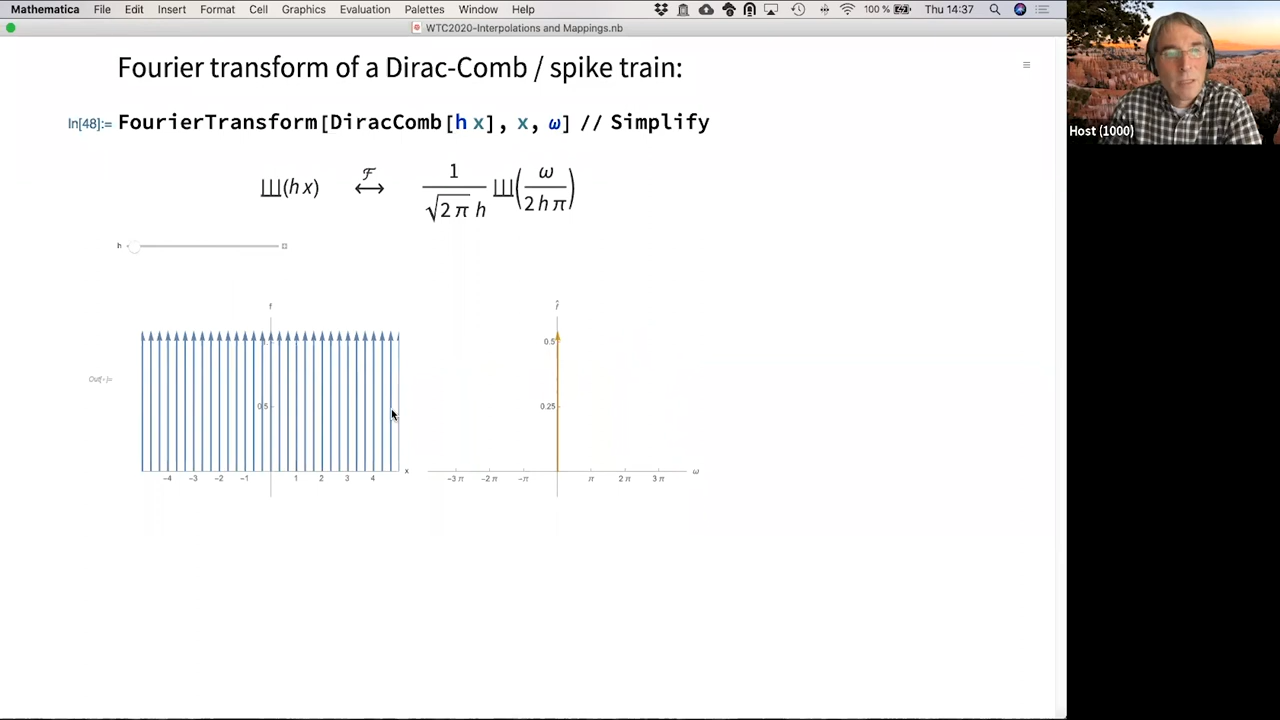 Mathematica File Edit Insert Format Cell Graphics Evaluation Palettes Window Help 100 % Thu 14:37
WTC2020-Interpolations and Mappings.nb
Fourier transform of a Dirac-Comb / spike train:
In[48]:= FourierTransform[DiracComb[h x], x, ω] // Simplify
Ш(h x) ℱ ⟷ 1/(√(2 π) h) Ш(ω/(2 h π))
h
f
f̂
0.5
0.5
0.25
Out[•]=
x
ω
-4 -3 -2 -1 1 2 3 4
-3 π -2 π -π π 2 π 3 π
Host (1000)